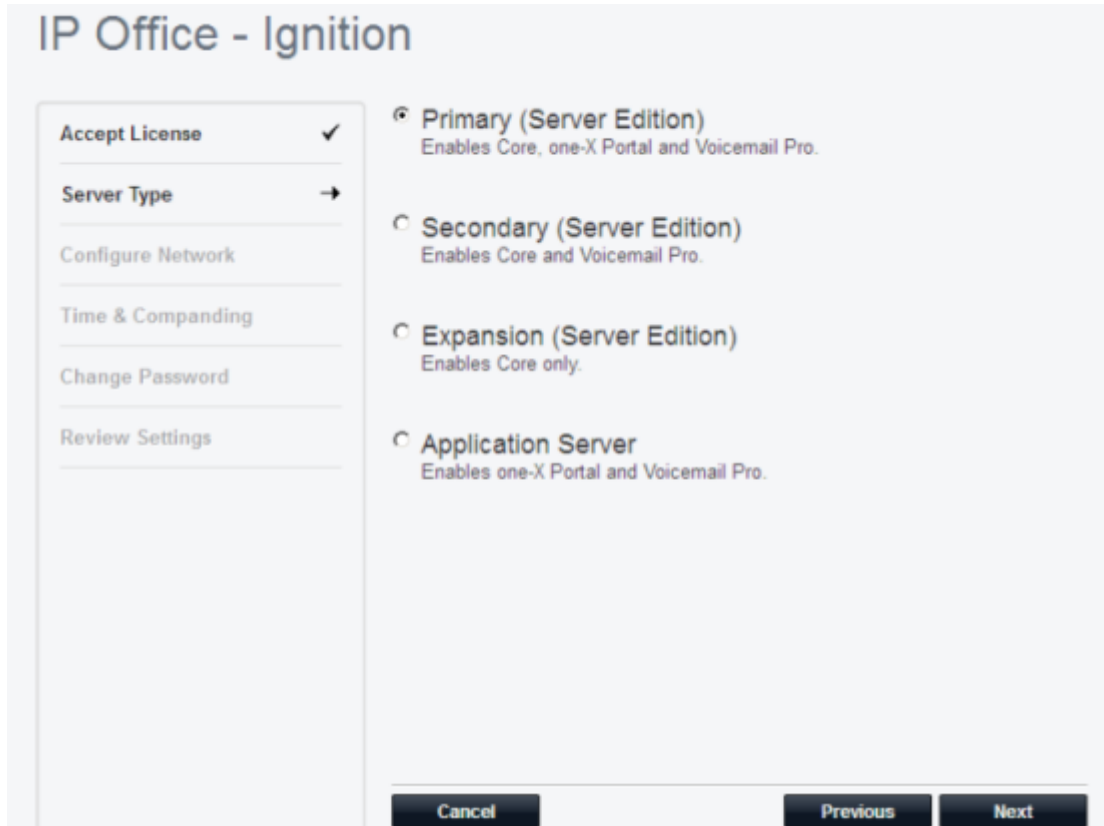 IP Office - Ignition
Accept License
Server Type
Configure Network
Time & Companding
Change Password
Review Settings
Primary (Server Edition)
Enables Core, one-X Portal and Voicemail Pro.
Secondary (Server Edition)
Enables Core and Voicemail Pro.
Expansion (Server Edition)
Enables Core only.
Application Server
Enables one-X Portal and Voicemail Pro.
Cancel
Previous
Next